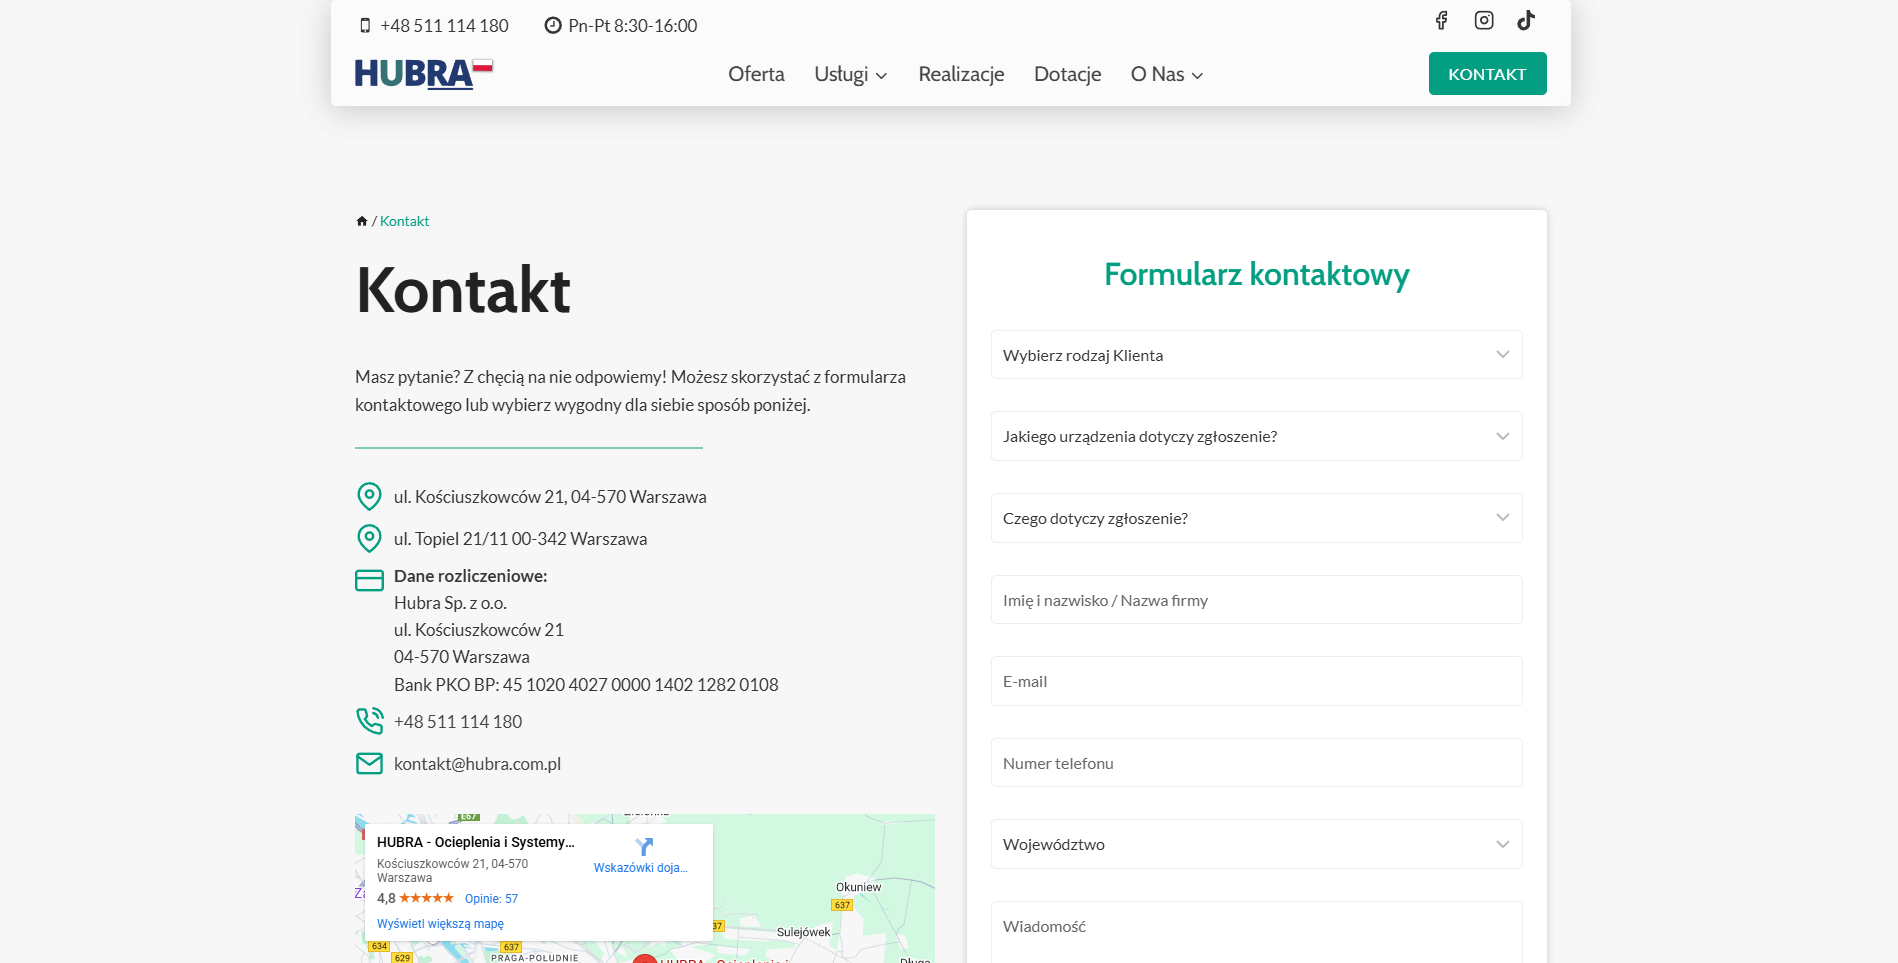 +48 511 114 180
Pn-Pt 8:30-16:00
HUBRA
Oferta
Usługi
Realizacje
Dotacje
O Nas
KONTAKT
/ Kontakt
Kontakt
Masz pytanie? Z chęcią na nie odpowiemy! Możesz skorzystać z formularza
kontaktowego lub wybierz wygodny dla siebie sposób poniżej.
ul. Kościuszkowców 21, 04-570 Warszawa
ul. Topiel 21/11 00-342 Warszawa
Dane rozliczeniowe:
Hubra Sp. z o.o.
ul. Kościuszkowców 21
04-570 Warszawa
Bank PKO BP: 45 1020 4027 0000 1402 1282 0108
+48 511 114 180
kontakt@hubra.com.pl
E67
HUBRA - Ocieplenia i Systemy...
Kościuszkowców 21, 04-570
Warszawa
4,8
Opinie: 57
Wyświetl większą mapę
Wskazówki doja...
Okuniew
637
Sulejówek
634
637
629
PRAGA-POŁUDNIE
Formularz kontaktowy
Wybierz rodzaj Klienta
Jakiego urządzenia dotyczy zgłoszenie?
Czego dotyczy zgłoszenie?
Imię i nazwisko / Nazwa firmy
E-mail
Numer telefonu
Województwo
Wiadomość